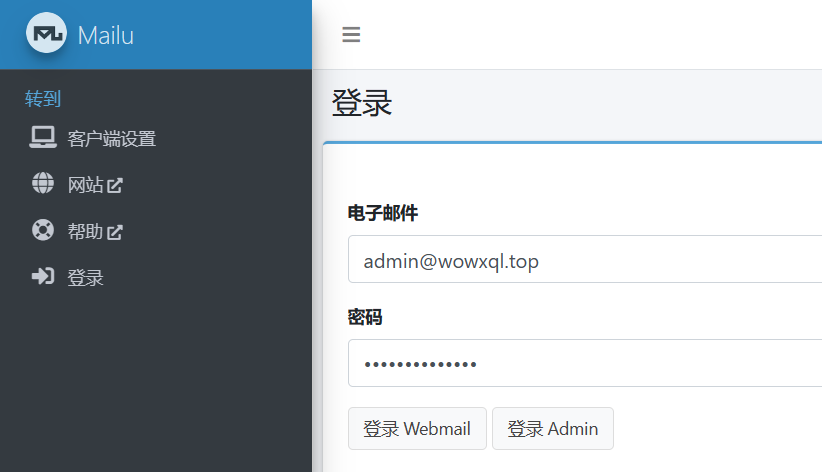 Mailu
转到
客户端设置
网站
帮助
登录
登录
电子邮件
admin@wowxql.top
密码
••••••••••••••
登录 Webmail
登录 Admin